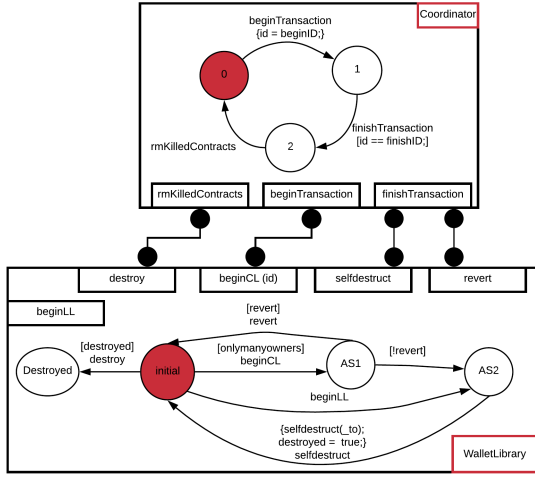 Coordinator
beginTransaction
{id = beginID;}
0
1
finishTransaction
[id == finishID;]
2
rmKilledContracts
rmKilledContracts
beginTransaction
finishTransaction
destroy
beginCL (id)
selfdestruct
revert
beginLL
[revert]
revert
[destroyed]
destroy
[onlymanyowners]
beginCL
[!revert]
Destroyed
initial
AS1
AS2
beginLL
{selfdestruct(_to);
destroyed = true;}
selfdestruct
WalletLibrary